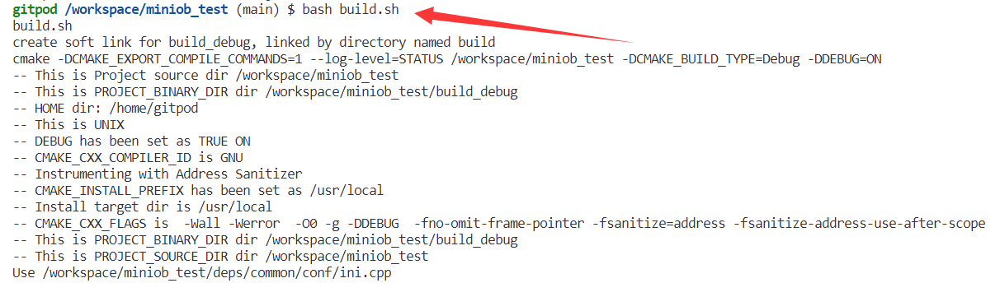 gitpod /workspace/miniob_test (main) $ bash build.sh
build.sh
create soft link for build_debug, linked by directory named build
cmake -DCMAKE_EXPORT_COMPILE_COMMANDS=1 --log-level=STATUS /workspace/miniob_test -DCMAKE_BUILD_TYPE=Debug -DDEBUG=ON
-- This is Project source dir /workspace/miniob_test
-- This is PROJECT_BINARY_DIR dir /workspace/miniob_test/build_debug
-- HOME dir: /home/gitpod
-- This is UNIX
-- DEBUG has been set as TRUE ON
-- CMAKE_CXX_COMPILER_ID is GNU
-- Instrumenting with Address Sanitizer
-- CMAKE_INSTALL_PREFIX has been set as /usr/local
-- Install target dir is /usr/local
-- CMAKE_CXX_FLAGS is  -Wall -Werror  -O0 -g -DDEBUG  -fno-omit-frame-pointer -fsanitize=address -fsanitize-address-use-after-scope
-- This is PROJECT_BINARY_DIR dir /workspace/miniob_test/build_debug
-- This is PROJECT_SOURCE_DIR dir /workspace/miniob_test
Use /workspace/miniob_test/deps/common/conf/ini.cpp